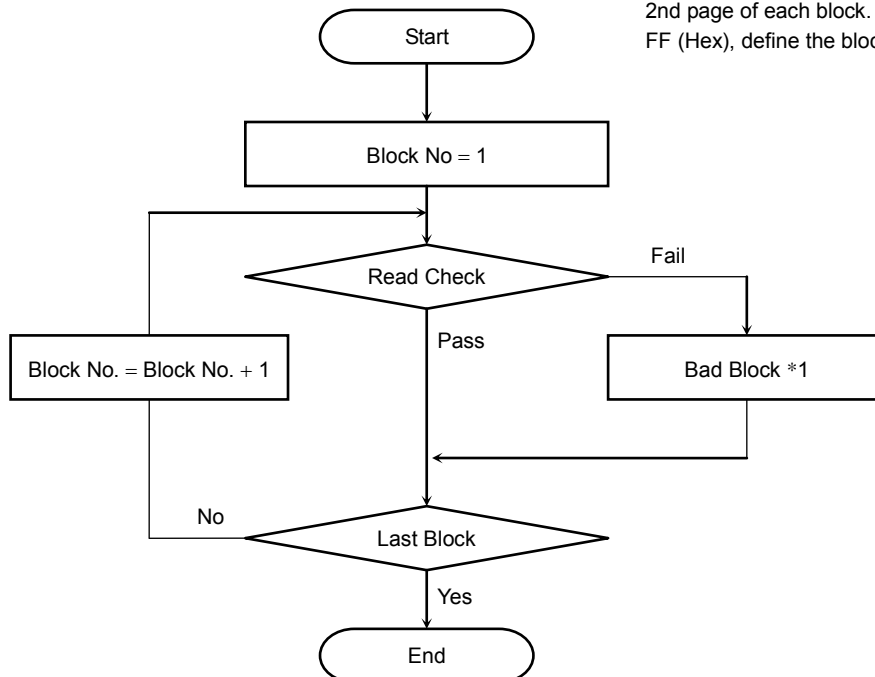 2nd page of each block.
FF (Hex), define the bloc
Start
Block No = 1
Read Check
Fail
Pass
Block No. = Block No. + 1
Bad Block *1
No
Last Block
Yes
End